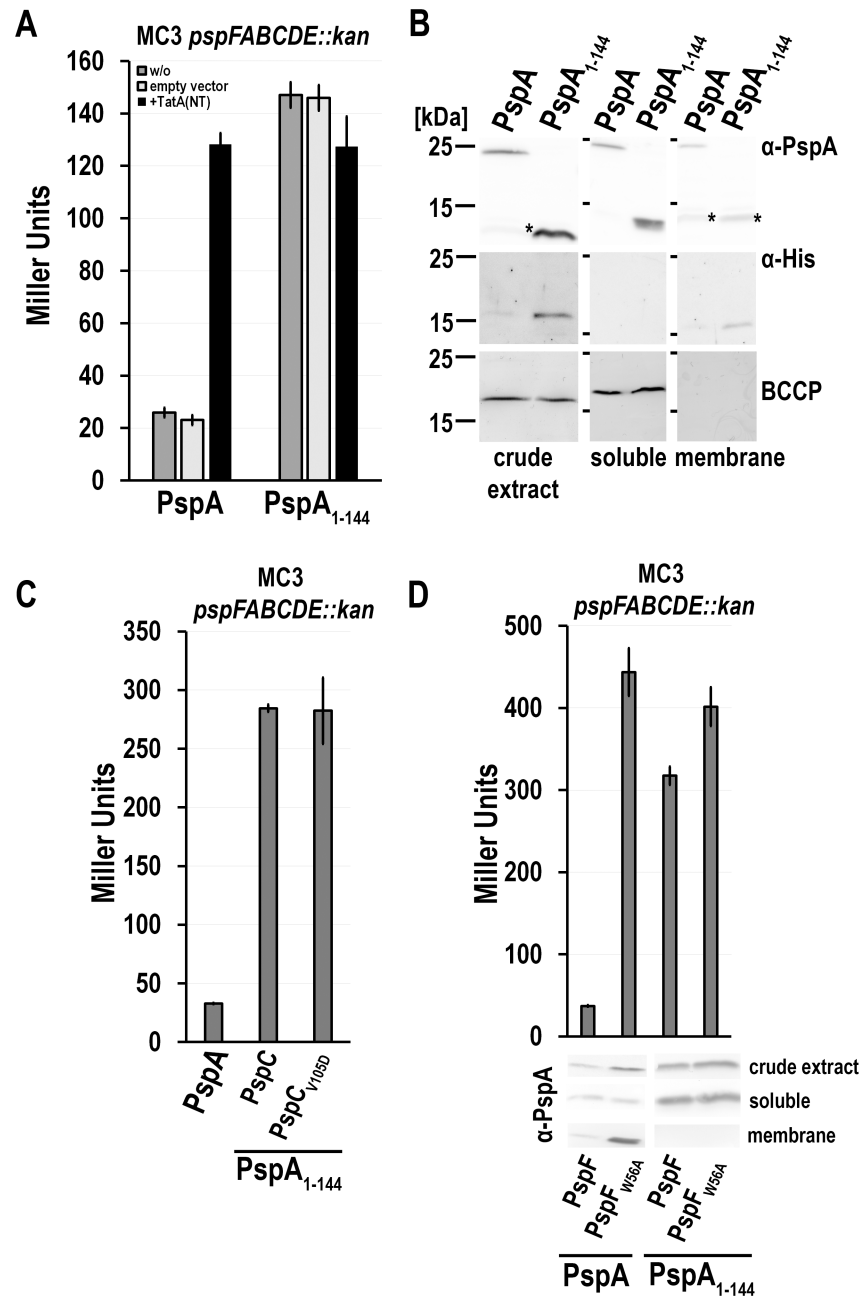 A
MC3 pspFABCDE::kan
160
140
120
100
80
60
40
20
0
Miller Units
w/o
empty vector
+TatA(NT)
PspA
PspA1-144
B
PspA
PspA1-144
PspA
PspA1-144
PspA
PspA1-144
[kDa]
25
α-PspA
15
*
*
*
25
α-His
15
25
BCCP
15
crude extract
soluble
membrane
C
MC3
pspFABCDE::kan
350
300
250
200
150
100
50
0
Miller Units
PspA
PspC
PspCV105D
PspA1-144
D
MC3
pspFABCDE::kan
500
400
300
200
100
0
Miller Units
α-PspA
crude extract
soluble
membrane
PspF
PspFW56A
PspF
PspFW56A
PspA
PspA1-144